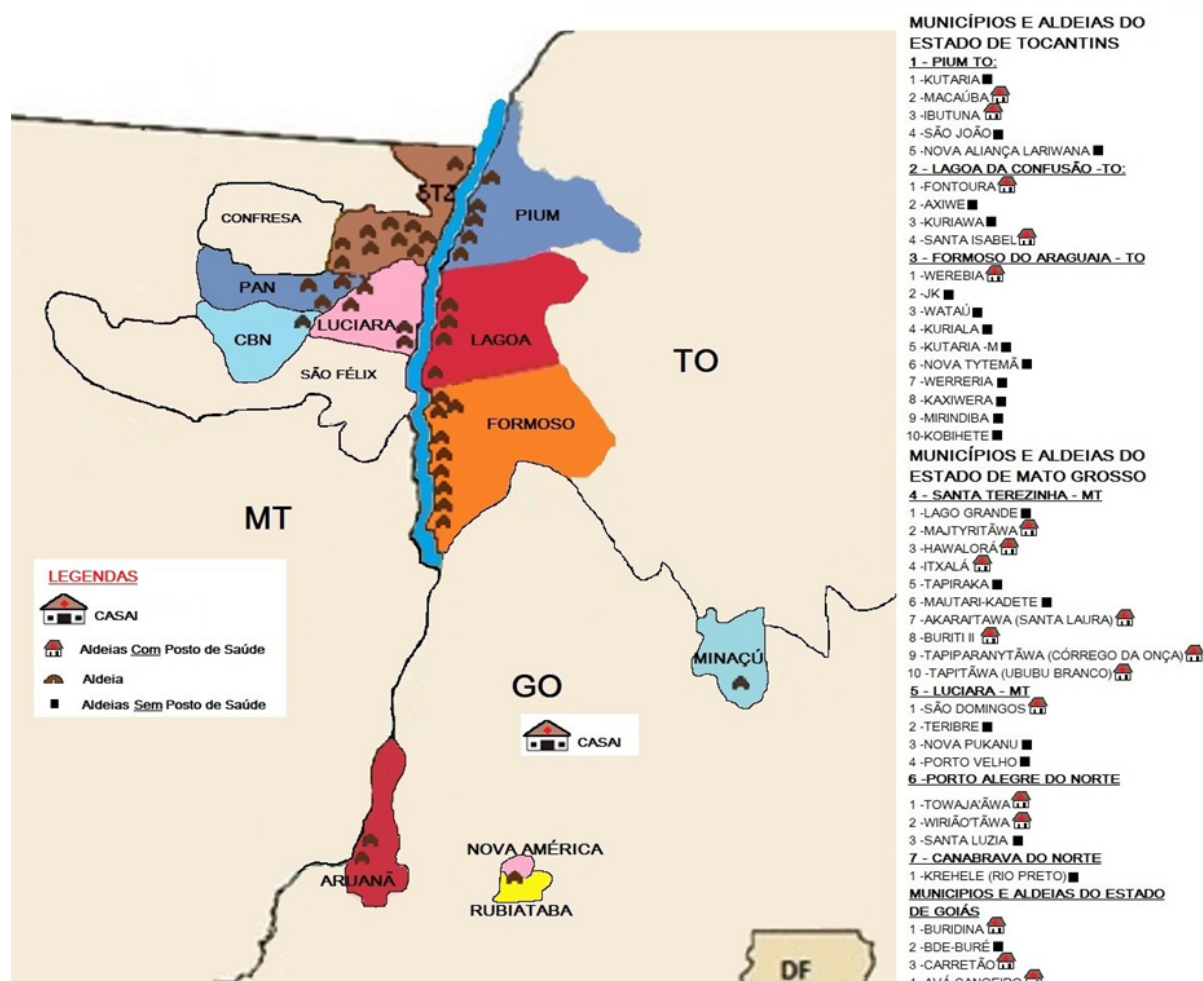 CONFRESA
STZ
PIUM
PAN
CBN
LUCIARA
LAGOA
SÃO FÉLIX
TO
FORMOSO
MT
LEGENDAS
CASAI
Aldeias Com Posto de Saúde
Aldeia
Aldeias Sem Posto de Saúde
MINAÇÚ
GO
CASAI
NOVA AMÉRICA
ARUANÃ
RUBIATABA
DF
MUNICÍPIOS E ALDEIAS DO
ESTADO DE TOCANTINS
1 - PIUM TO:
1 -KUTARIA
2 -MACAÚBA
3 -IBUTUNA
4 -SÃO JOÃO
5 -NOVA ALIANÇA LARIWANA
2 - LAGOA DA CONFUSÃO -TO:
1 -FONTOURA
2 -AXIWE
3 -KURIAWA
4 -SANTA ISABEL
3 - FORMOSO DO ARAGUAIA - TO
1 -WEREBIA
2 -JK
3 -WATAÚ
4 -KURIALA
5 -KUTARIA -M
6 -NOVA TYTEMÃ
7 -WERRERIA
8 -KAXIWERA
9 -MIRINDIBA
10-KOBIHETE
MUNICÍPIOS E ALDEIAS DO
ESTADO DE MATO GROSSO
4 - SANTA TEREZINHA - MT
1 -LAGO GRANDE
2 -MAJTYRITÃWA
3 -HAWALORÁ
4 -ITXALÁ
5 -TAPIRAKA
6 -MAUTARI-KADETE
7 -AKARA'TAWA (SANTA LAURA)
8 -BURITI II
9 -TAPIPARANYTÃWA (CÓRREGO DA ONÇA)
10 -TAPI'TÃWA (UBUBU BRANCO)
5 - LUCIARA - MT
1 -SÃO DOMINGOS
2 -TERIBRE
3 -NOVA PUKANU
4 -PORTO VELHO
6 -PORTO ALEGRE DO NORTE
1 -TOWAJA'ÃWA
2 -WIRIÃO'TÃWA
3 -SANTA LUZIA
7 - CANABRAVA DO NORTE
1 -KREHELE (RIO PRETO)
MUNICIPIOS E ALDEIAS DO ESTADO
DE GOIÁS
1 -BURIDINA
2 -BDE-BURÉ
3 -CARRETÃO
4 -AVÁ CANOEIRO